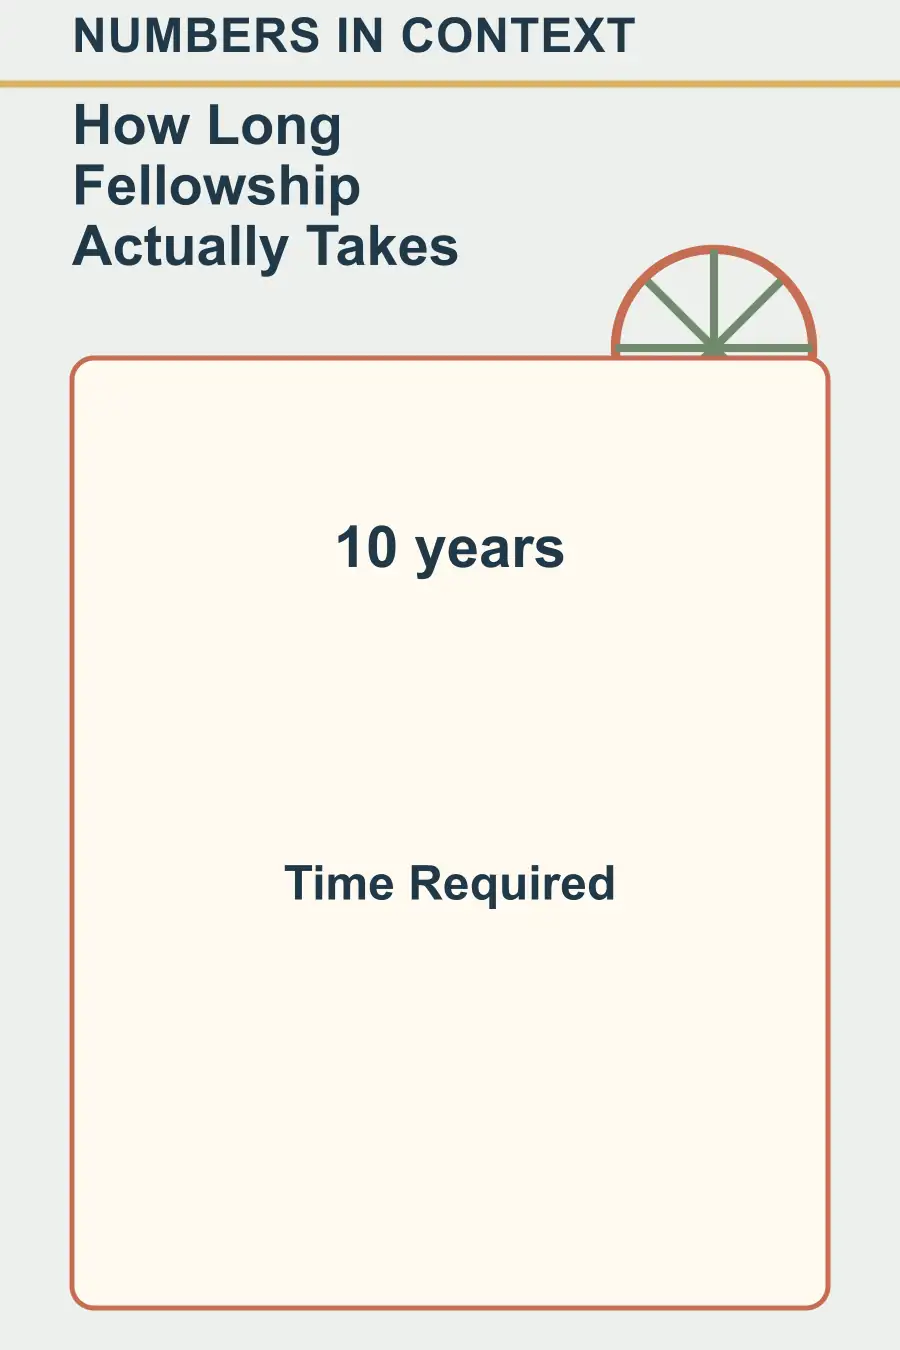 NUMBERS IN CONTEXT
How Long
Fellowship
Actually Takes
10 years
Time Required